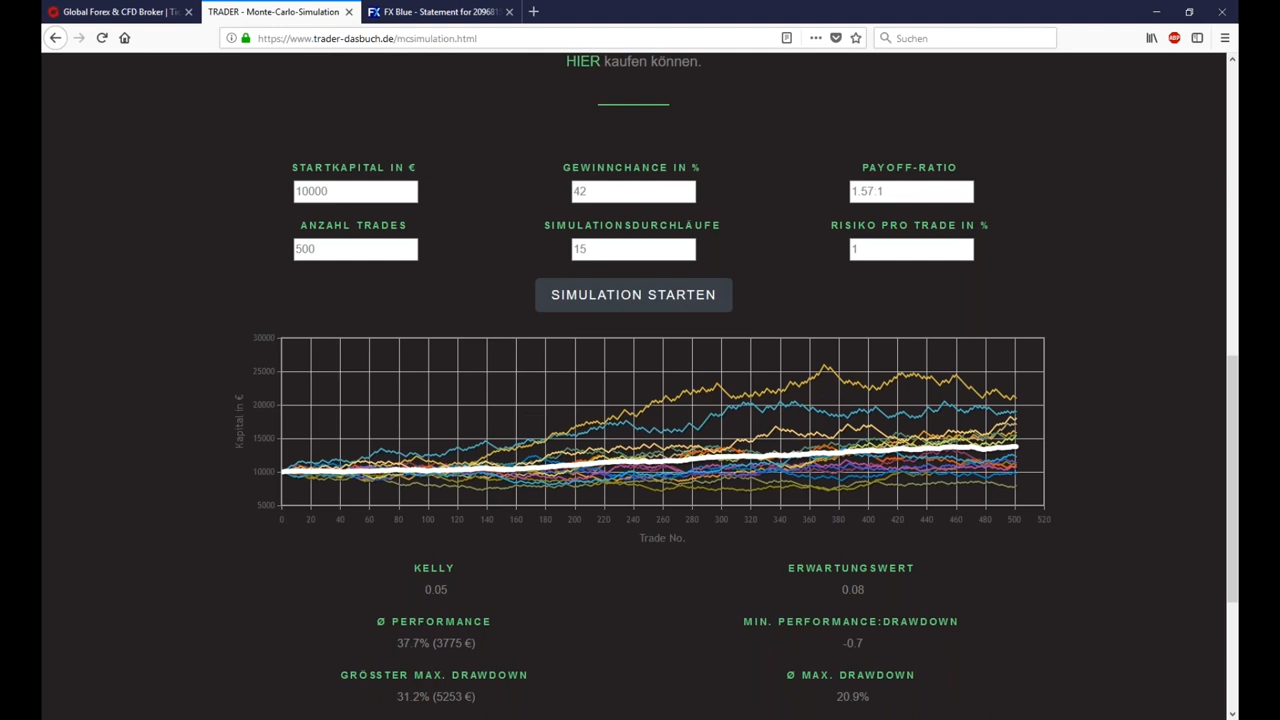 Global Forex & CFD Broker | Tic
TRADER - Monte-Carlo-Simulation
FX Blue - Statement for 209681
https://www.trader-dasbuch.de/mcsimulation.html
Suchen
ABP
HIER kaufen können.
STARTKAPITAL IN € GEWINNCHANCE IN % PAYOFF-RATIO
10000 42 1.57:1
ANZAHL TRADES SIMULATIONSDURCHLÄUFE RISIKO PRO TRADE IN %
500 15 1
SIMULATION STARTEN
30000
25000
20000
15000
10000
5000
Kapital in €
0 20 40 60 80 100 120 140 160 180 200 220 240 260 280 300 320 340 360 380 400 420 440 460 480 500 520
Trade No.
KELLY ERWARTUNGSWERT
0.05 0.08
Ø PERFORMANCE MIN. PERFORMANCE:DRAWDOWN
37.7% (3775 €) -0.7
GRÖSSTER MAX. DRAWDOWN Ø MAX. DRAWDOWN
31.2% (5253 €) 20.9%